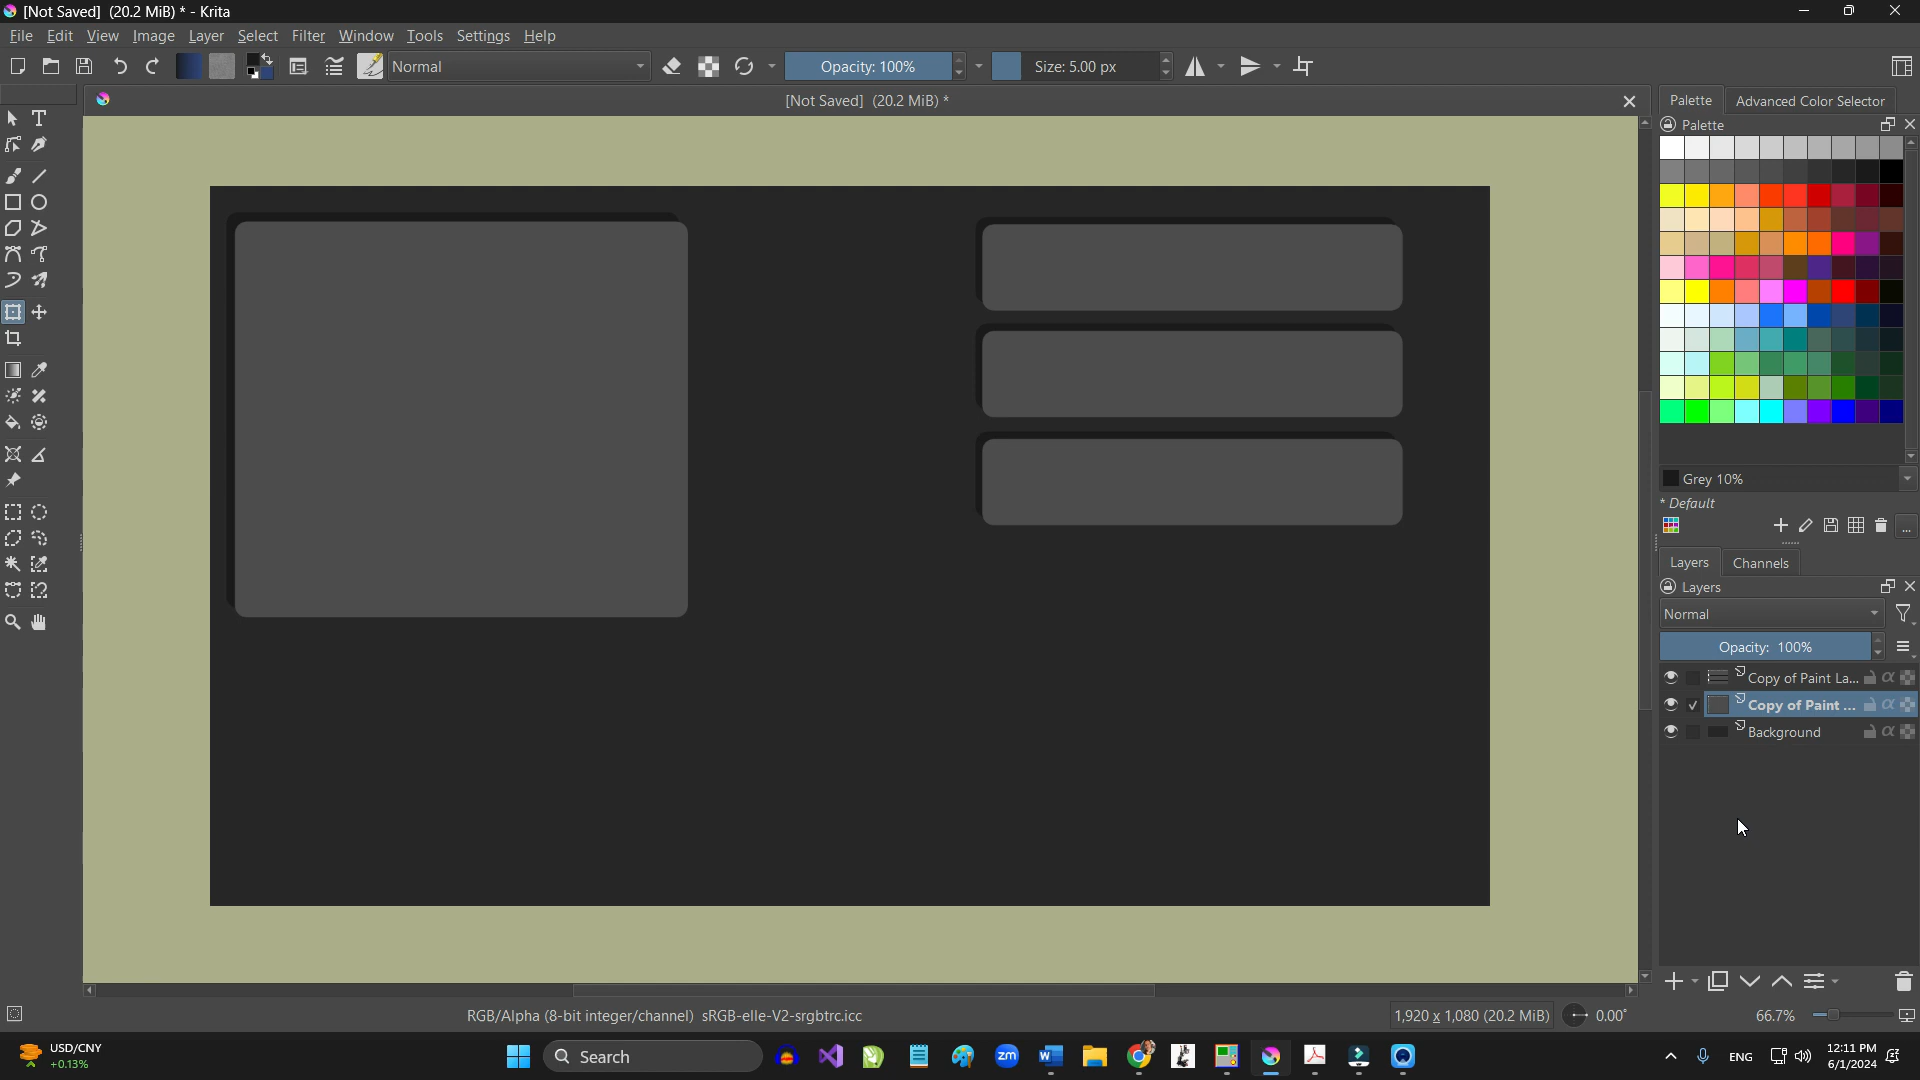 [Not Saved]  (20.2 MiB) * - Krita
File Edit View Image Layer Select Filter Window Tools Settings Help
Normal
Opacity: 100%
Size: 5.00 px
[Not Saved]  (20.2 MiB) *
Palette
Advanced Color Selector
Palette
Grey 10%
* Default
...
Layers
Channels
Layers
Normal
Opacity:  100%
Copy of Paint La...
Copy of Paint ...
Background
RGB/Alpha (8-bit integer/channel)  sRGB-elle-V2-srgbtrc.icc
1,920 x 1,080 (20.2 MiB)
0.00°
66.7%
USD/CNY
+0.13%
Search
zm
ENG
12:11 PM
6/1/2024